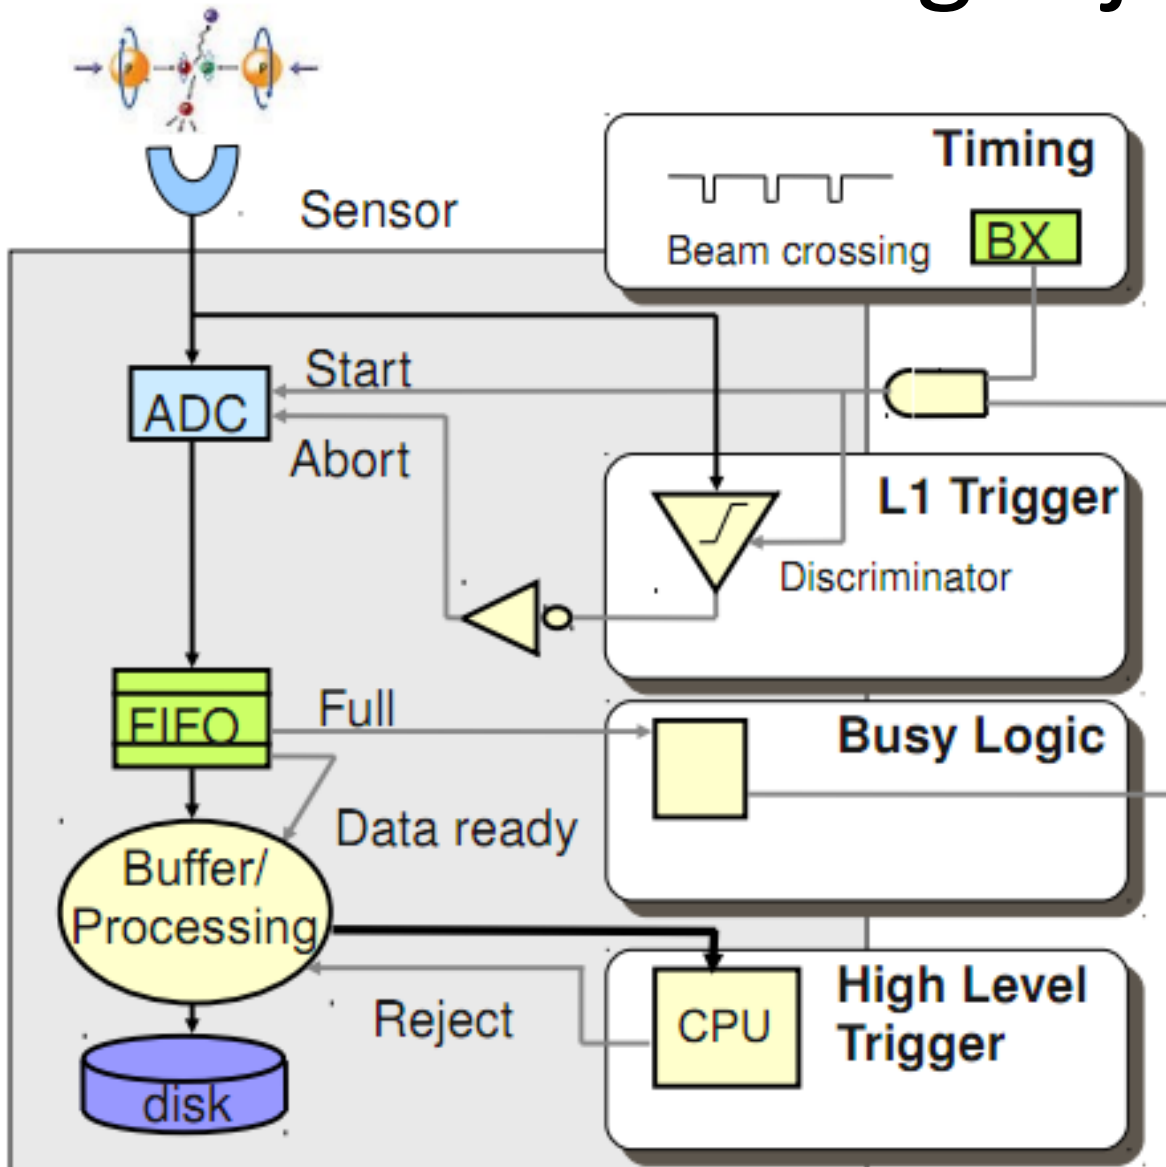 Timing
Sensor
Beam crossing
BX
Start
ADC
Abort
L1 Trigger
Discriminator
FIFO
Full
Busy Logic
Data ready
Buffer/
Processing
High Level
Trigger
CPU
Reject
disk